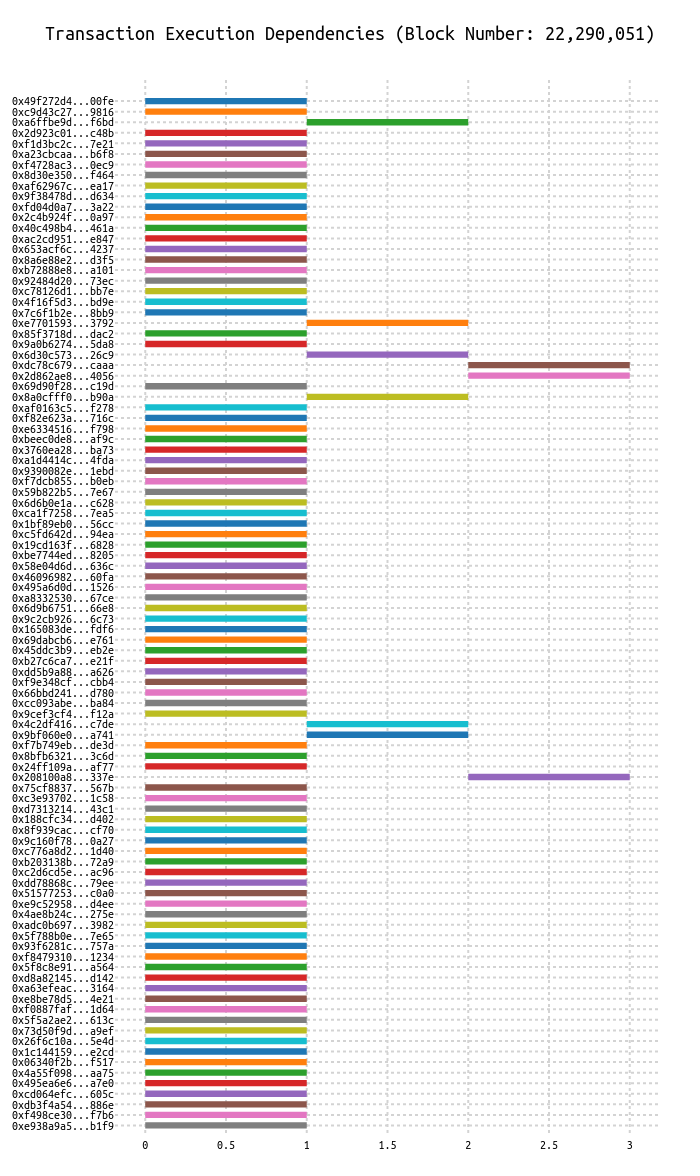 Transaction Execution Dependencies (Block Number: 22,290,051)
0x49f272d4...00fe
0xc9d43c27...9816
0xa6ffbe9d...f6bd
0x2d923c01...c48b
0xf1d3bc2c...7e21
0xa23cbcaa...b6f8
0xf4728ac3...0ec9
0x8d30e350...f464
0xaf62967c...ea17
0x9f38478d...d634
0xfd04d0a7...3a22
0x2c4b924f...0a97
0x40c498b4...461a
0xac2cd951...e847
0x653acf6c...4237
0x8a6e88e2...d3f5
0xb72888e8...a101
0x92484d20...73ec
0xc78126d1...bb7e
0x4f16f5d3...bd9e
0x7c6f1b2e...8bb9
0xe7701593...3792
0x85f3718d...dac2
0x9a0b6274...5da8
0x6d30c573...26c9
0xdc78c679...caaa
0x2d862ae8...4056
0x69d90f28...c19d
0x8a0cfff0...b90a
0xaf0163c5...f278
0xf82e623a...716c
0xe6334516...f798
0xbeec0de8...af9c
0x3760ea28...ba73
0xa1d4414c...4fda
0x9390082e...1ebd
0xf7dcb855...b0eb
0x59b822b5...7e67
0x6d6b0e1a...c628
0xca1f7258...7ea5
0x1bf89eb0...56cc
0xc5fd642d...94ea
0x19cd163f...6828
0xbe7744ed...8205
0x58e04d6d...636c
0x46096982...60fa
0x495a6d0d...1526
0xa8332530...67ce
0x6d9b6751...66e8
0x9c2cb926...6c73
0x165083de...fdf6
0x69dabcb6...e761
0x45ddc3b9...eb2e
0xb27c6ca7...e21f
0xdd5b9a88...a626
0xf9e348cf...cbb4
0x66bbd241...d780
0xcc093abe...ba84
0x9cef3cf4...f12a
0x4c2df416...c7de
0x9bf060e0...a741
0xf7b749eb...de3d
0x8bfb6321...3c6d
0x24ff109a...af77
0x208100a8...337e
0x75cf8837...567b
0xc3e93702...1c58
0xd7313214...43c1
0x188cfc34...d402
0x8f939cac...cf70
0x9c160f78...0a27
0xc776a8d2...1d40
0xb203138b...72a9
0xc2d6cd5e...ac96
0xdd78868c...79ee
0x51577253...c0a0
0xe9c52958...d4ee
0x4ae8b24c...275e
0xadc0b697...3982
0x5f788b0e...7e65
0x93f6281c...757a
0xf8479310...1234
0x5f8c8e91...a564
0xd8a82145...d142
0xa63efeac...3164
0xe8be78d5...4e21
0xf0887faf...1d64
0x5f5a2ae2...613c
0x73d50f9d...a9ef
0x26f6c10a...5e4d
0x1c144159...e2cd
0x06340f2b...f517
0x4a55f098...aa75
0x495ea6e6...a7e0
0xcd064efc...605c
0xdb3f4a54...886e
0xf498ce30...f7b6
0xe938a9a5...b1f9
0 0.5 1 1.5 2 2.5 3